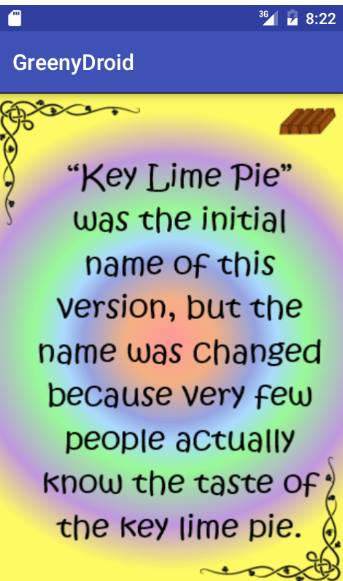 3G 8:22
GreenyDroid
“Key Lime Pie”
was the initial
name of this
version, but the
name was changed
because very few
people actually
know the taste of
the key lime pie.